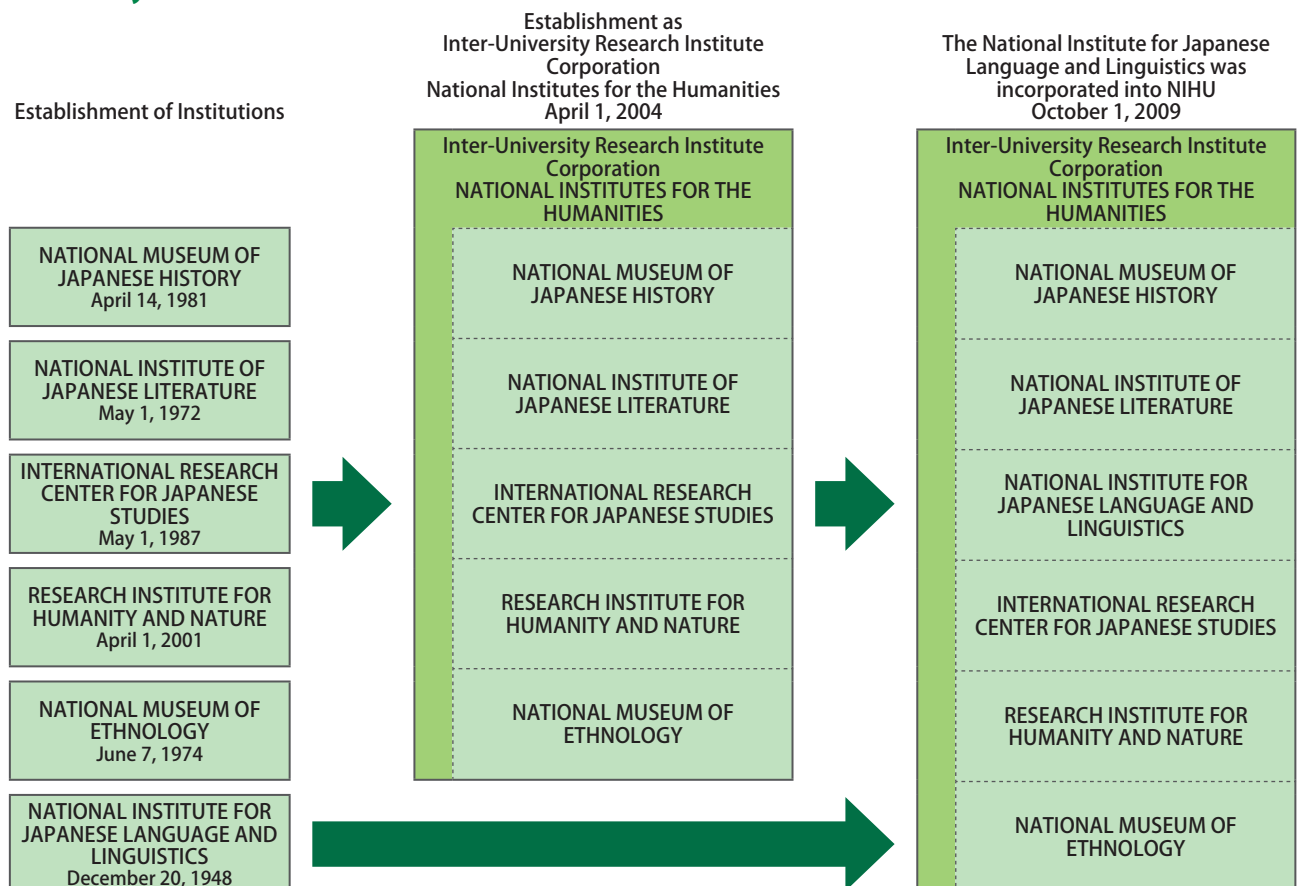 Establishment of Institutions
NATIONAL MUSEUM OF
JAPANESE HISTORY
April 14, 1981
NATIONAL INSTITUTE OF
JAPANESE LITERATURE
May 1, 1972
INTERNATIONAL RESEARCH
CENTER FOR JAPANESE
STUDIES
May 1, 1987
RESEARCH INSTITUTE FOR
HUMANITY AND NATURE
April 1, 2001
NATIONAL MUSEUM OF
ETHNOLOGY
June 7, 1974
NATIONAL INSTITUTE FOR
JAPANESE LANGUAGE AND
LINGUISTICS
December 20, 1948
Establishment as
Inter-University Research Institute
Corporation
National Institutes for the Humanities
April 1, 2004
Inter-University Research Institute
Corporation
NATIONAL INSTITUTES FOR THE
HUMANITIES
NATIONAL MUSEUM OF
JAPANESE HISTORY
NATIONAL INSTITUTE OF
JAPANESE LITERATURE
INTERNATIONAL RESEARCH
CENTER FOR JAPANESE STUDIES
RESEARCH INSTITUTE FOR
HUMANITY AND NATURE
NATIONAL MUSEUM OF
ETHNOLOGY
The National Institute for Japanese
Language and Linguistics was
incorporated into NIHU
October 1, 2009
Inter-University Research Institute
Corporation
NATIONAL INSTITUTES FOR THE
HUMANITIES
NATIONAL MUSEUM OF
JAPANESE HISTORY
NATIONAL INSTITUTE OF
JAPANESE LITERATURE
NATIONAL INSTITUTE FOR
JAPANESE LANGUAGE AND
LINGUISTICS
INTERNATIONAL RESEARCH
CENTER FOR JAPANESE STUDIES
RESEARCH INSTITUTE FOR
HUMANITY AND NATURE
NATIONAL MUSEUM OF
ETHNOLOGY